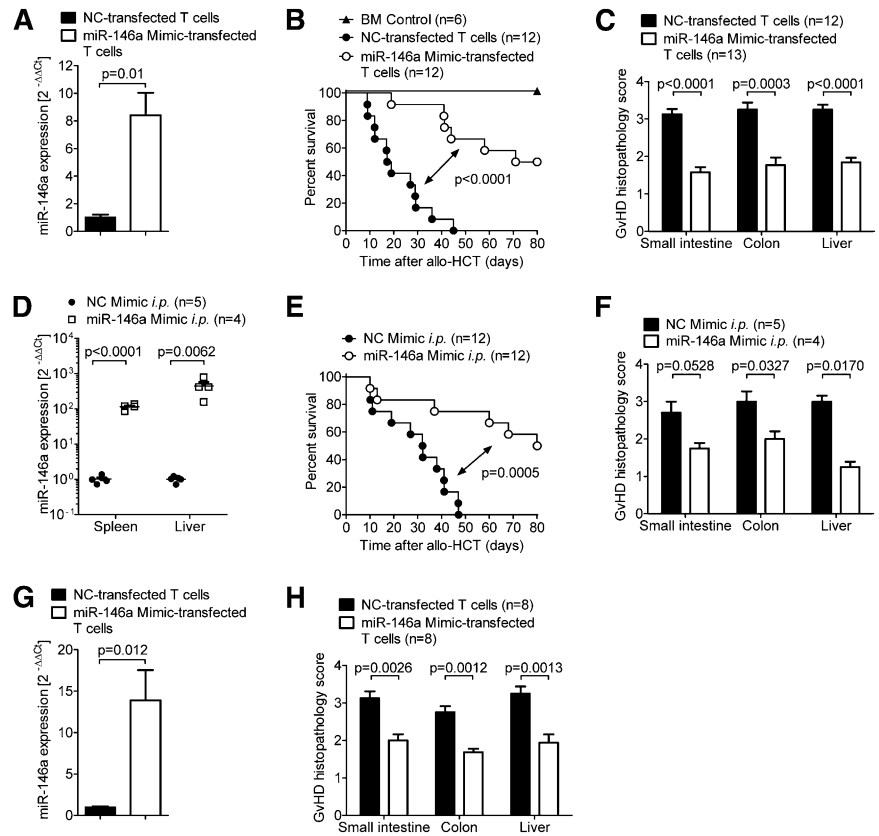 A
NC-transfected T cells
miR-146a Mimic-transfected
T cells
miR-146a expression [2 -ΔΔCt]
12
10
8
6
4
2
0
p=0.01
B
BM Control (n=6)
NC-transfected T cells (n=12)
miR-146a Mimic-transfected
T cells (n=12)
Percent survival
100
80
60
40
20
0
p<0.0001
0 10 20 30 40 50 60 70 80
Time after allo-HCT (days)
C
NC-transfected T cells (n=12)
miR-146a Mimic-transfected
T cells (n=13)
GvHD histopathology score
4
3
2
1
0
p<0.0001 p=0.0003 p<0.0001
Small intestine Colon Liver
D
NC Mimic i.p. (n=5)
miR-146a Mimic i.p. (n=4)
miR-146a expression [2 -ΔΔCt]
10⁴
10³
10²
10¹
10⁰
10⁻¹
p<0.0001 p=0.0062
Spleen Liver
E
NC Mimic i.p. (n=12)
miR-146a Mimic i.p. (n=12)
Percent survival
100
80
60
40
20
0
p=0.0005
0 10 20 30 40 50 60 70 80
Time after allo-HCT (days)
F
NC Mimic i.p. (n=5)
miR-146a Mimic i.p. (n=4)
GvHD histopathology score
4
3
2
1
0
p=0.0528 p=0.0327 p=0.0170
Small intestine Colon Liver
G
NC-transfected T cells
miR-146a Mimic-transfected
T cells
miR-146a expression [2 -ΔΔCt]
20
15
10
5
0
p=0.012
H
NC-transfected T cells (n=8)
miR-146a Mimic-transfected
T cells (n=8)
GvHD histopathology score
4
3
2
1
0
p=0.0026 p=0.0012 p=0.0013
Small intestine Colon Liver